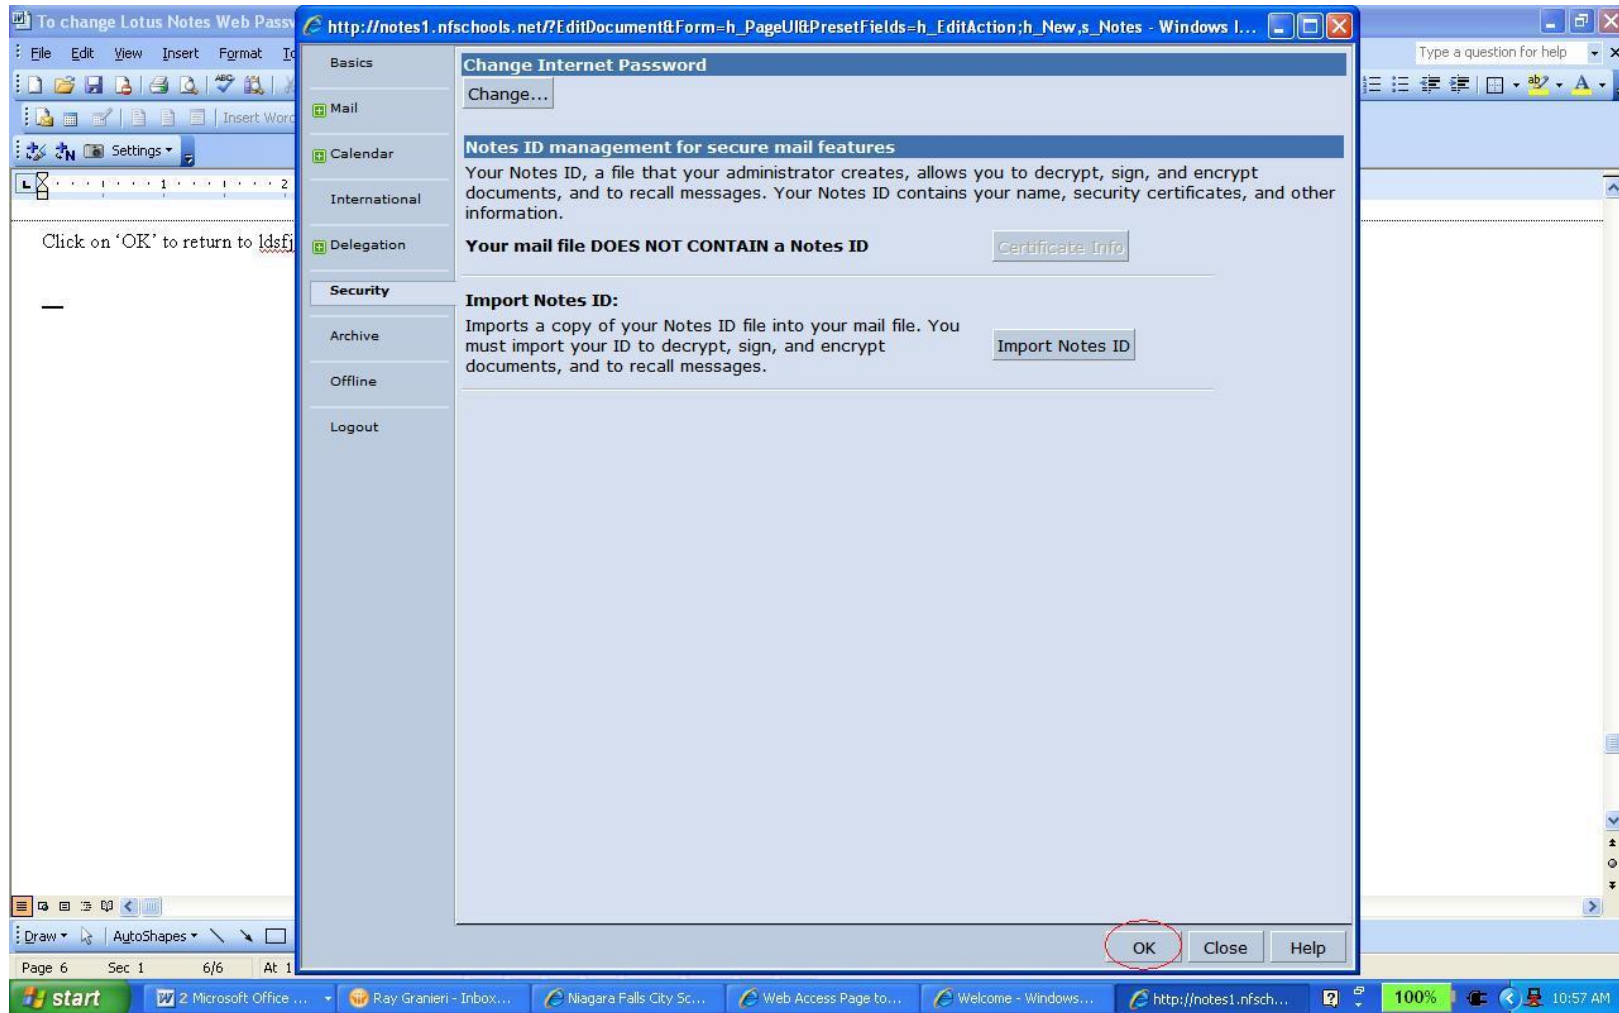 To change Lotus Notes Web Passw
http://notes1.nfschools.net/?EditDocument&Form=h_PageUI&PresetFields=h_EditAction;h_New,s_Notes - Windows I...
File Edit View Insert Format To
Type a question for help
Insert Word
Settings
1 2
Click on ‘OK’ to return to ldsfj
Basics
Mail
Calendar
International
Delegation
Security
Archive
Offline
Logout
Change Internet Password
Change...
Notes ID management for secure mail features
Your Notes ID, a file that your administrator creates, allows you to decrypt, sign, and encrypt
documents, and to recall messages. Your Notes ID contains your name, security certificates, and other
information.
Your mail file DOES NOT CONTAIN a Notes ID
Certificate Info
Import Notes ID:
Imports a copy of your Notes ID file into your mail file. You
must import your ID to decrypt, sign, and encrypt
documents, and to recall messages.
Import Notes ID
OK Close Help
Draw AutoShapes
Page 6 Sec 1 6/6 At 1
start 2 Microsoft Office ... Ray Granieri - Inbox... Niagara Falls City Sc... Web Access Page to... Welcome - Windows... http://notes1.nfsch... 100% 10:57 AM